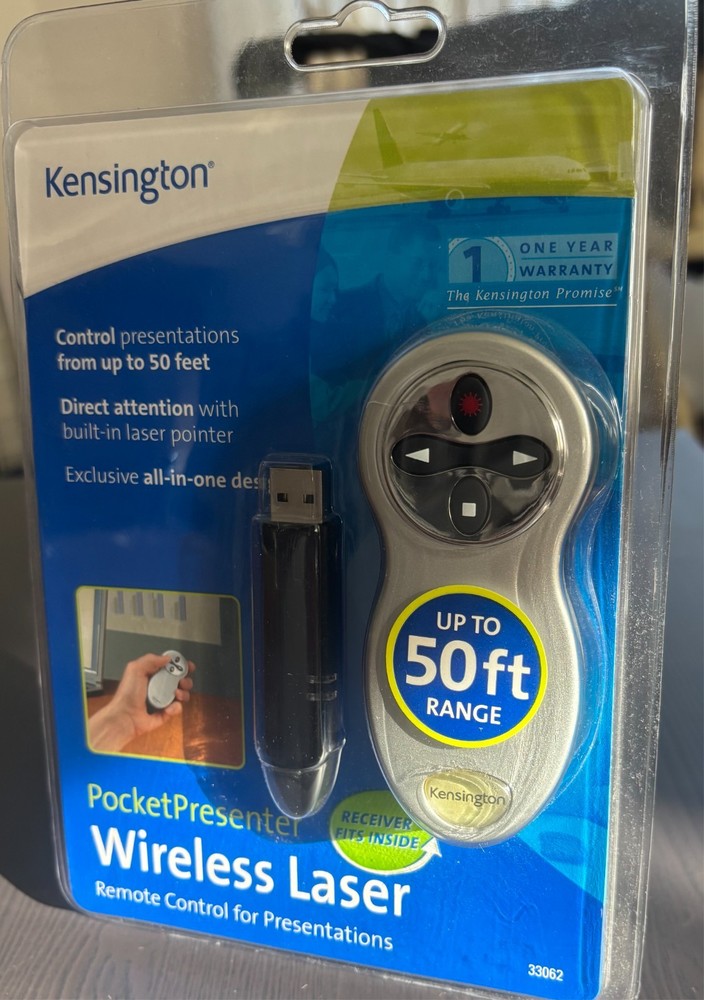 Kensington®
1 ONE YEAR
WARRANTY
The Kensington Promise℠
Control presentations
from up to 50 feet
Direct attention with
built-in laser pointer
Exclusive all-in-one des
UP TO
50ft
RANGE
Kensington
PocketPresenter
RECEIVER
FITS INSIDE
Wireless Laser
Remote Control for Presentations
33062